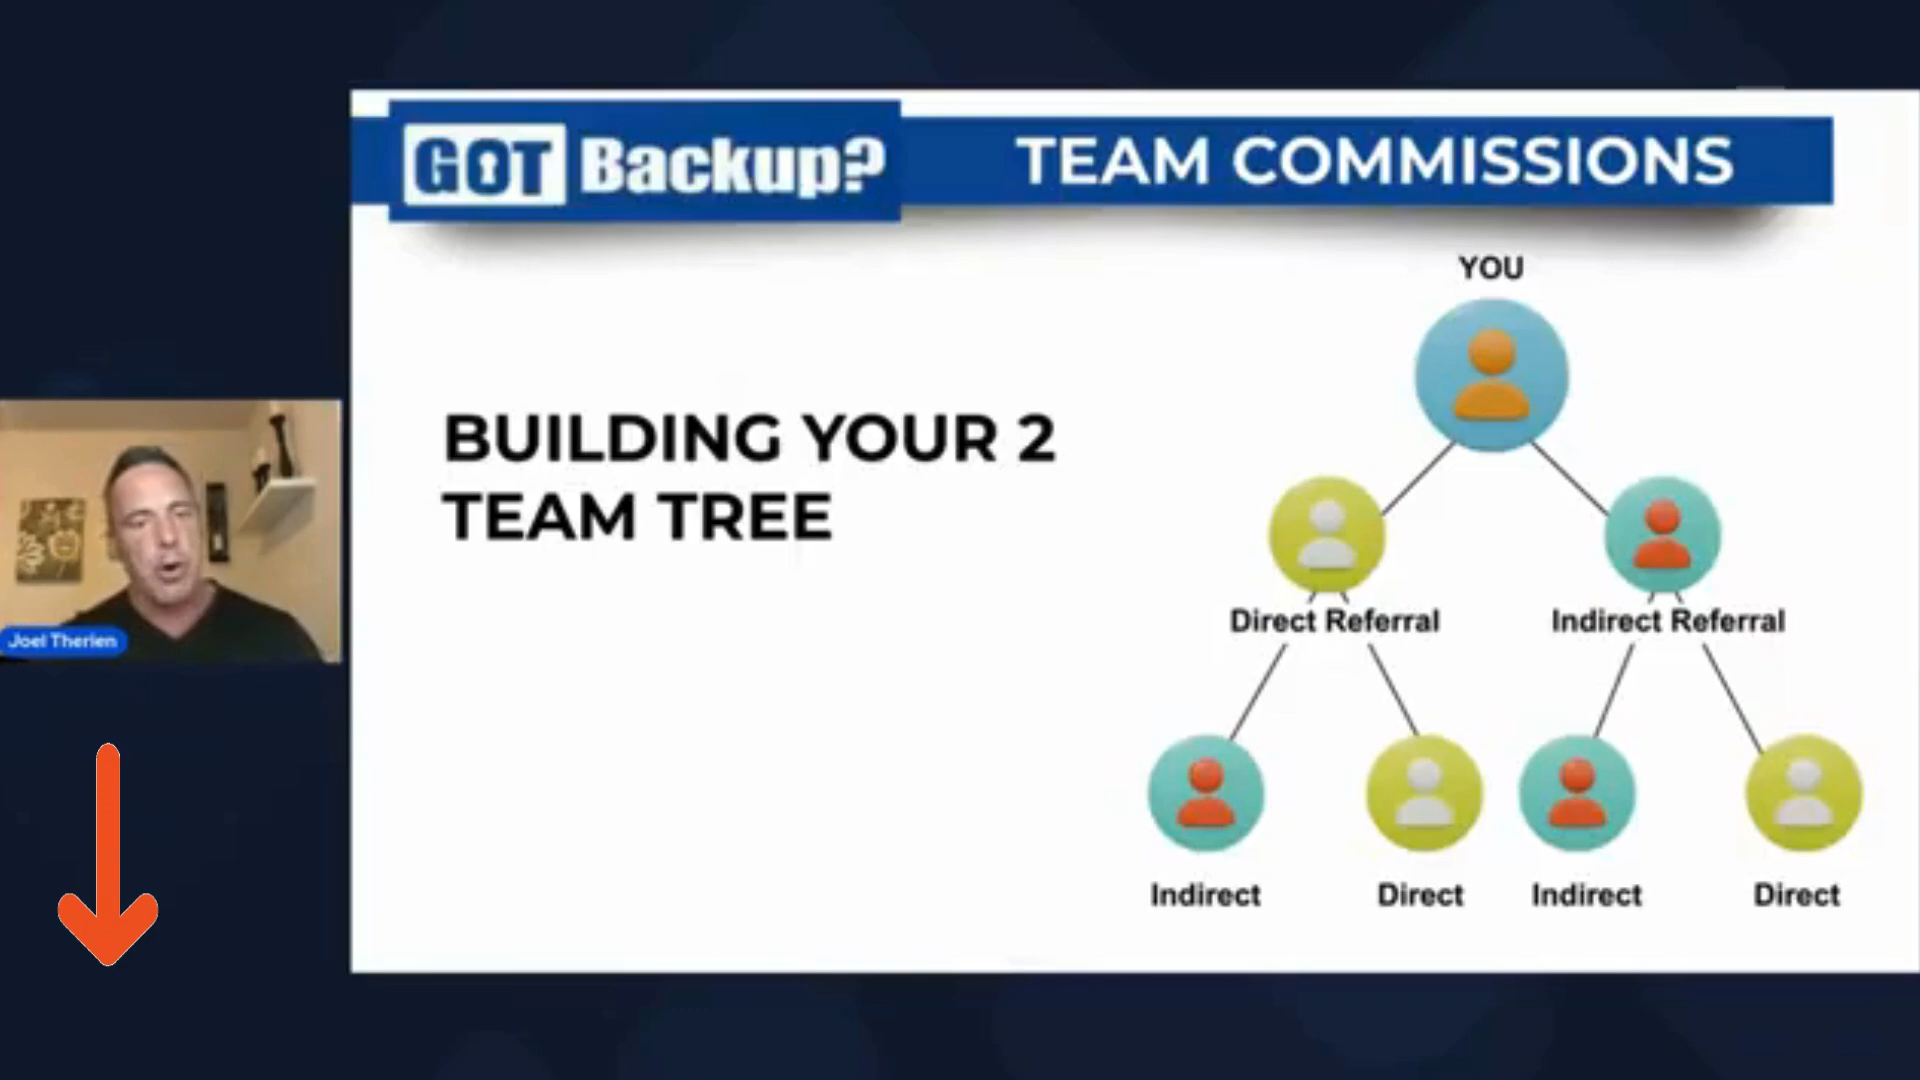 GOT Backup?
TEAM COMMISSIONS
YOU
BUILDING YOUR 2
TEAM TREE
Direct Referral
Indirect Referral
Joel Therien
Indirect
Direct
Indirect
Direct